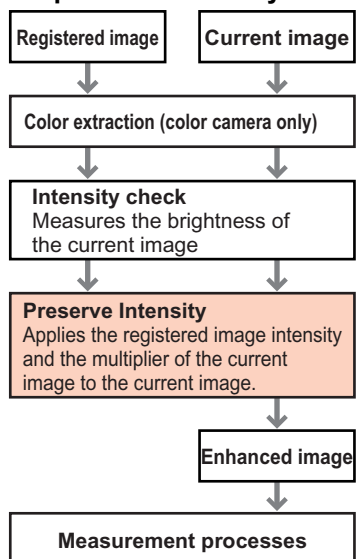 Registered image
Current image
Color extraction (color camera only)
Intensity check
Measures the brightness of
the current image
Preserve Intensity
Applies the registered image intensity
and the multiplier of the current
image to the current image.
Enhanced image
Measurement processes